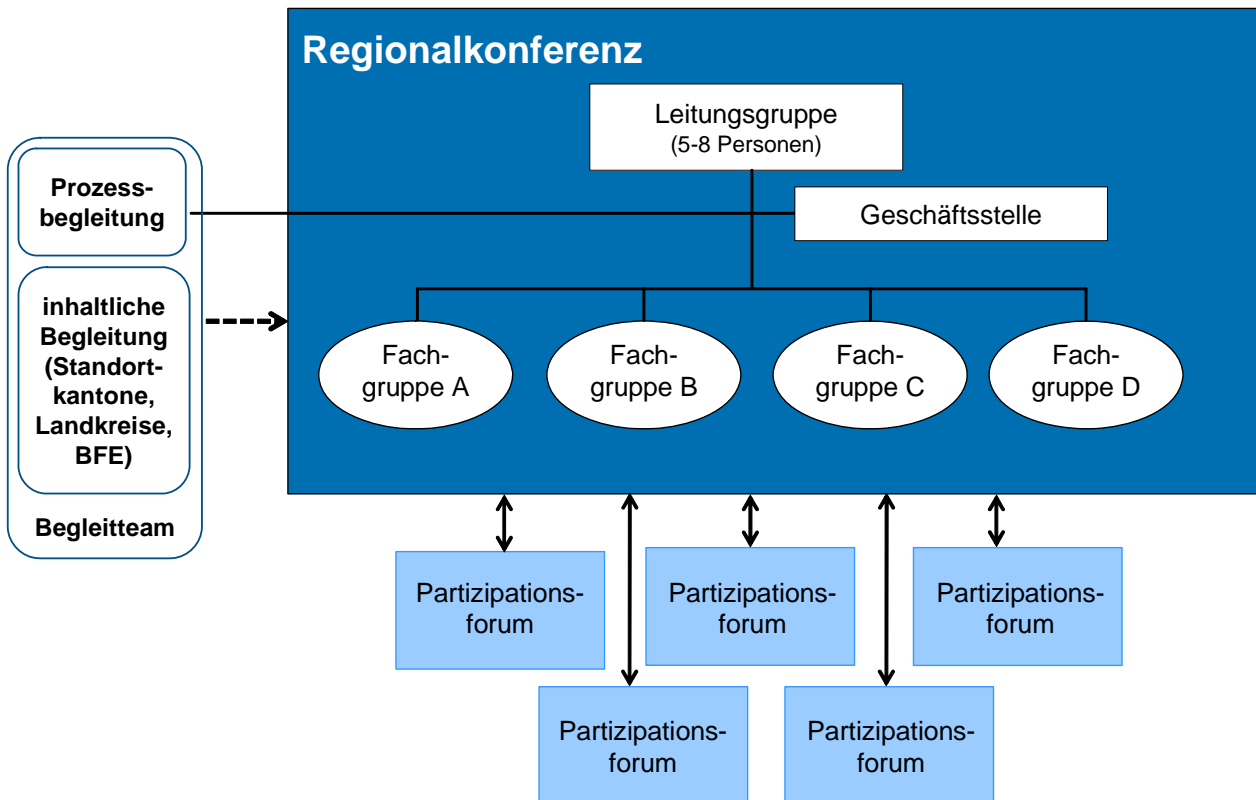 Regionalkonferenz
Leitungsgruppe
(5-8 Personen)
Prozess-
begleitung
Geschäftsstelle
inhaltliche
Begleitung
(Standort-
kantone,
Landkreise,
BFE)
Begleitteam
Fach-
gruppe A
Fach-
gruppe B
Fach-
gruppe C
Fach-
gruppe D
Partizipations-
forum
Partizipations-
forum
Partizipations-
forum
Partizipations-
forum
Partizipations-
forum